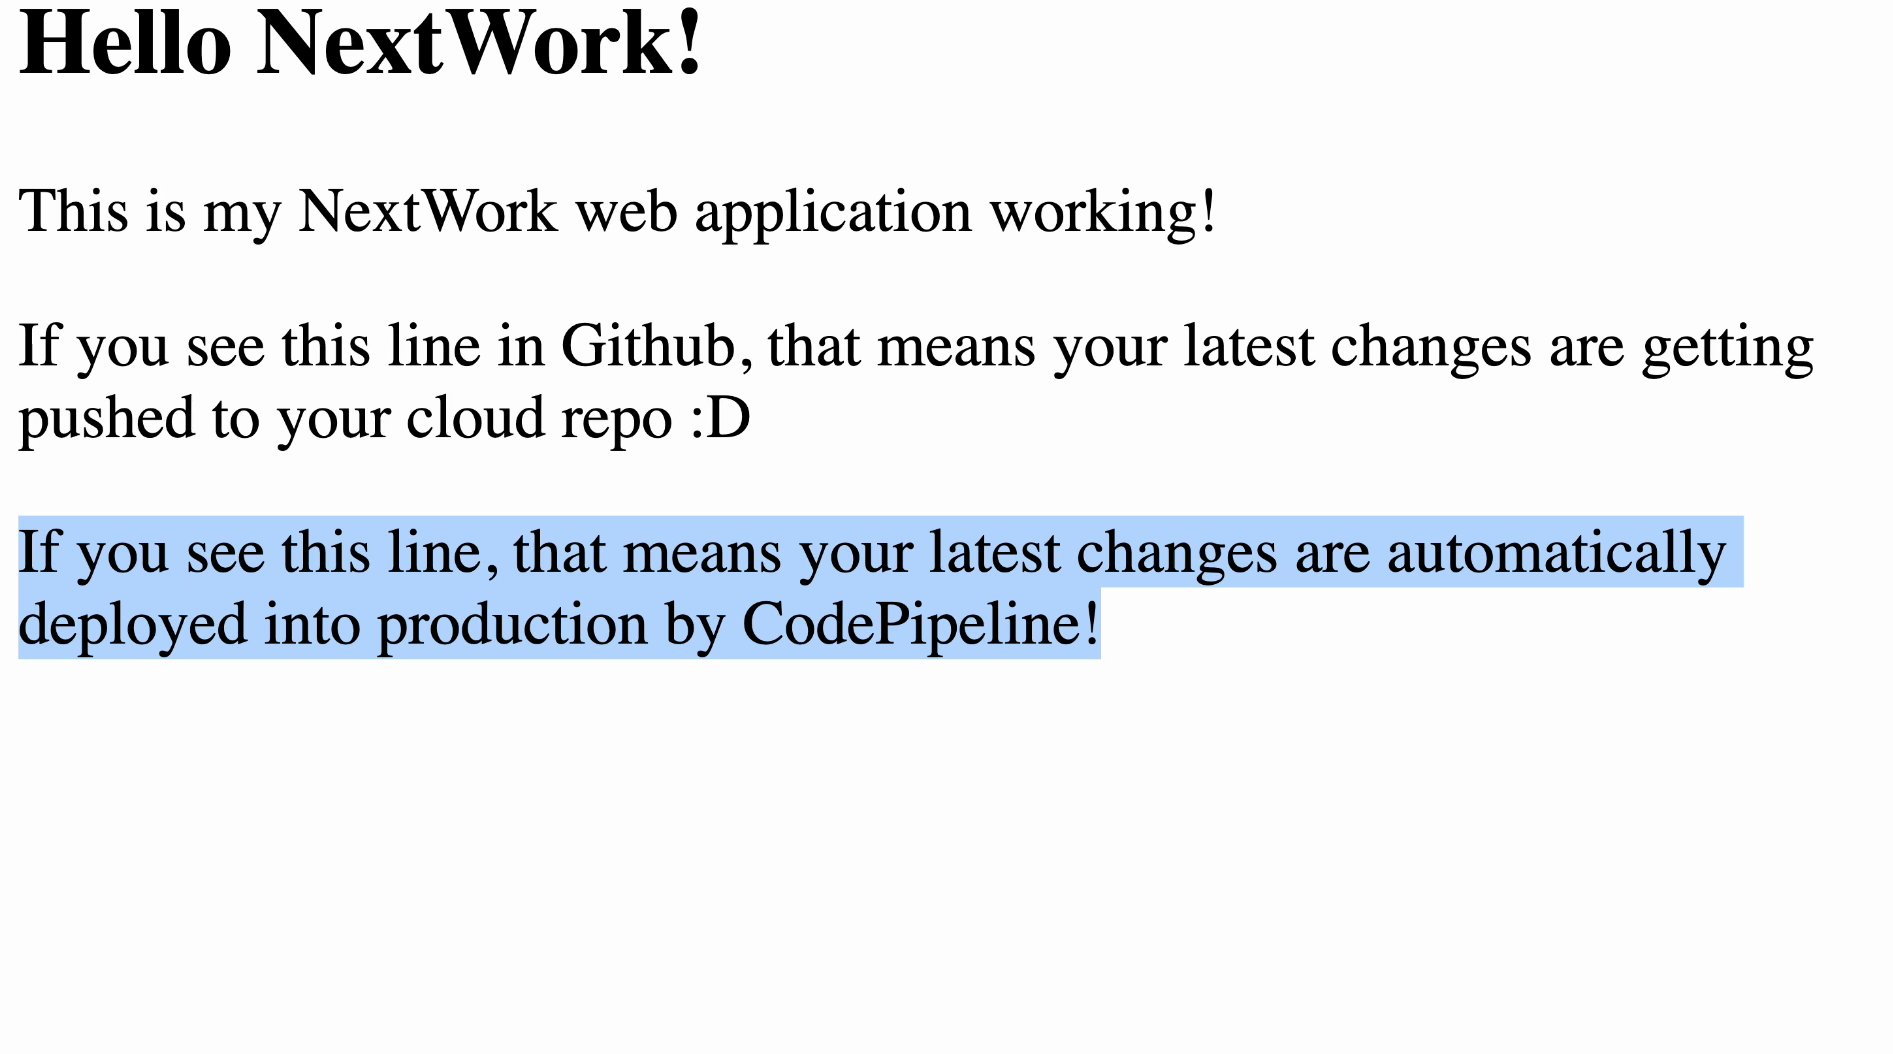 Hello NextWork!
This is my NextWork web application working!
If you see this line in Github, that means your latest changes are getting
pushed to your cloud repo :D
If you see this line, that means your latest changes are automatically
deployed into production by CodePipeline!